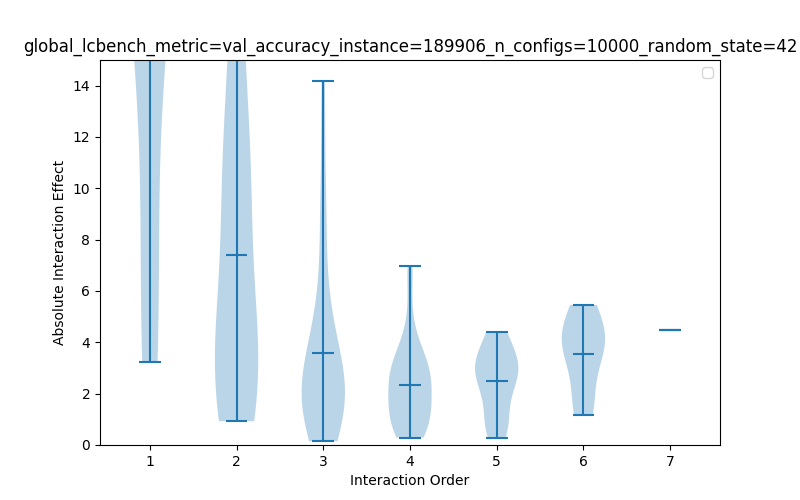 global_lcbench_metric=val_accuracy_instance=189906_n_configs=10000_random_state=42
14
12
10
8
6
4
2
0
Absolute Interaction Effect
1 2 3 4 5 6 7
Interaction Order